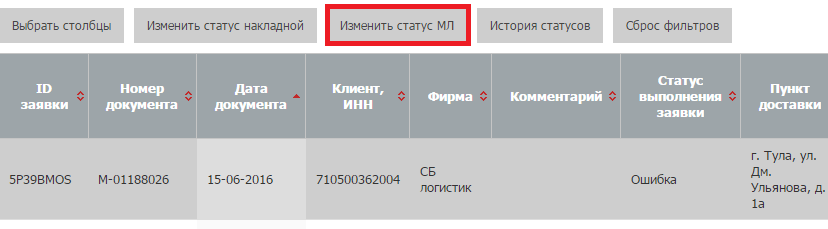 Выбрать столбцы
Изменить статус накладной
Изменить статус МЛ
История статусов
Сброс фильтров
ID
заявки
Номер
документа
Дата
документа
Клиент,
ИНН
Фирма
Комментарий
Статус
выполнения
заявки
Пункт
доставки
5P39BMOS
М-01188026
15-06-2016
710500362004
СБ
логистик
Ошибка
г. Тула, ул.
Дм.
Ульянова, д.
1а